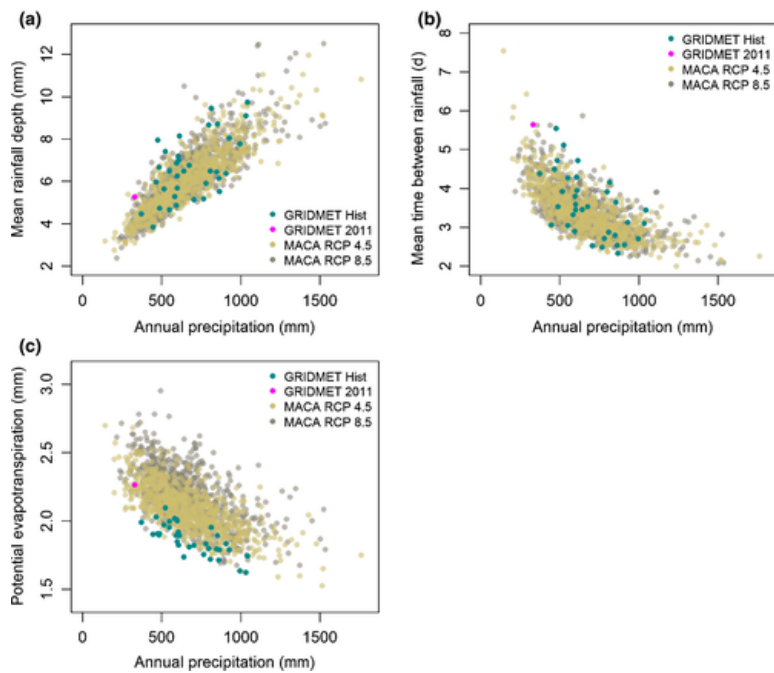 (a)
12
10
8
6
4
2
Mean rainfall depth (mm)
GRIDMET Hist
GRIDMET 2011
MACA RCP 4.5
MACA RCP 8.5
0 500 1000 1500
Annual precipitation (mm)
(b)
8
7
6
5
4
3
2
Mean time between rainfall (d)
GRIDMET Hist
GRIDMET 2011
MACA RCP 4.5
MACA RCP 8.5
0 500 1000 1500
Annual precipitation (mm)
(c)
3.0
2.5
2.0
1.5
Potential evapotranspiration (mm)
GRIDMET Hist
GRIDMET 2011
MACA RCP 4.5
MACA RCP 8.5
0 500 1000 1500
Annual precipitation (mm)